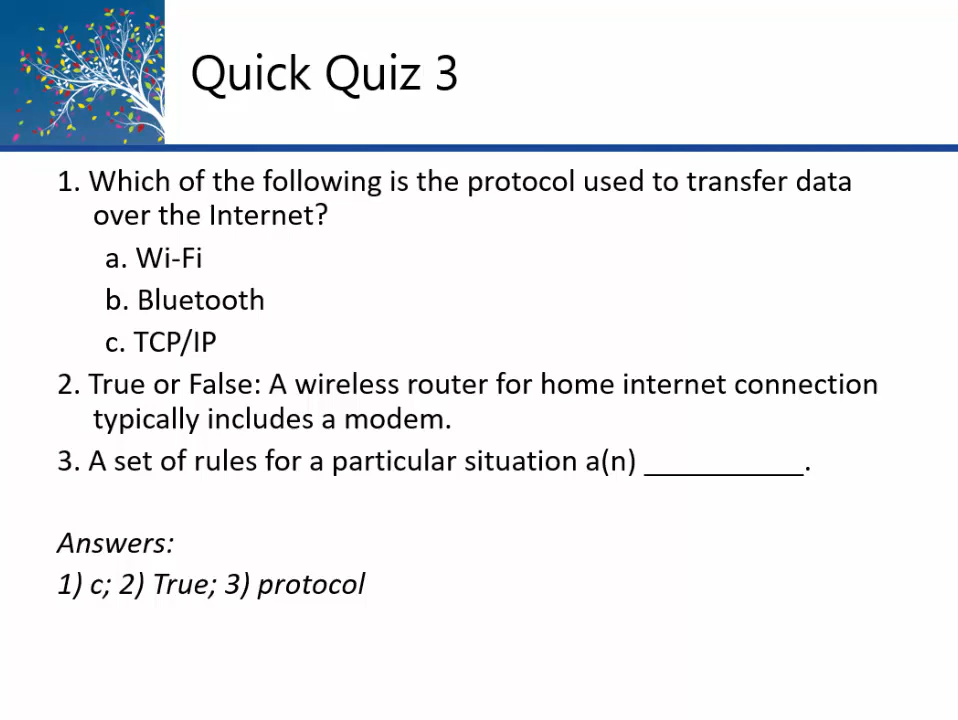 Quick Quiz 3
1. Which of the following is the protocol used to transfer data
over the Internet?
a. Wi-Fi
b. Bluetooth
c. TCP/IP
2. True or False: A wireless router for home internet connection
typically includes a modem.
3. A set of rules for a particular situation a(n) __________.
Answers:
1) c; 2) True; 3) protocol